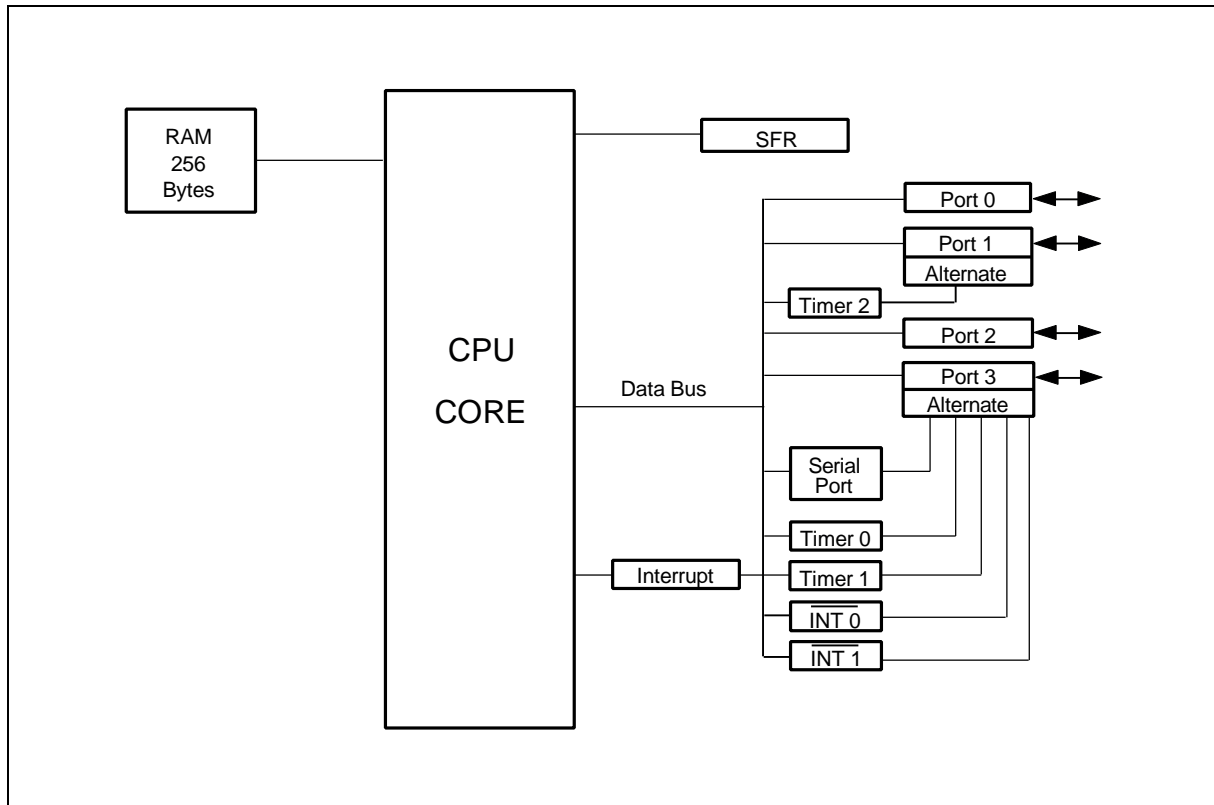 RAM
256
Bytes
CPU
CORE
SFR
Data Bus
Interrupt
Port 0
Port 1
Alternate
Timer 2
Port 2
Port 3
Alternate
Serial
Port
Timer 0
Timer 1
INT 0
INT 1